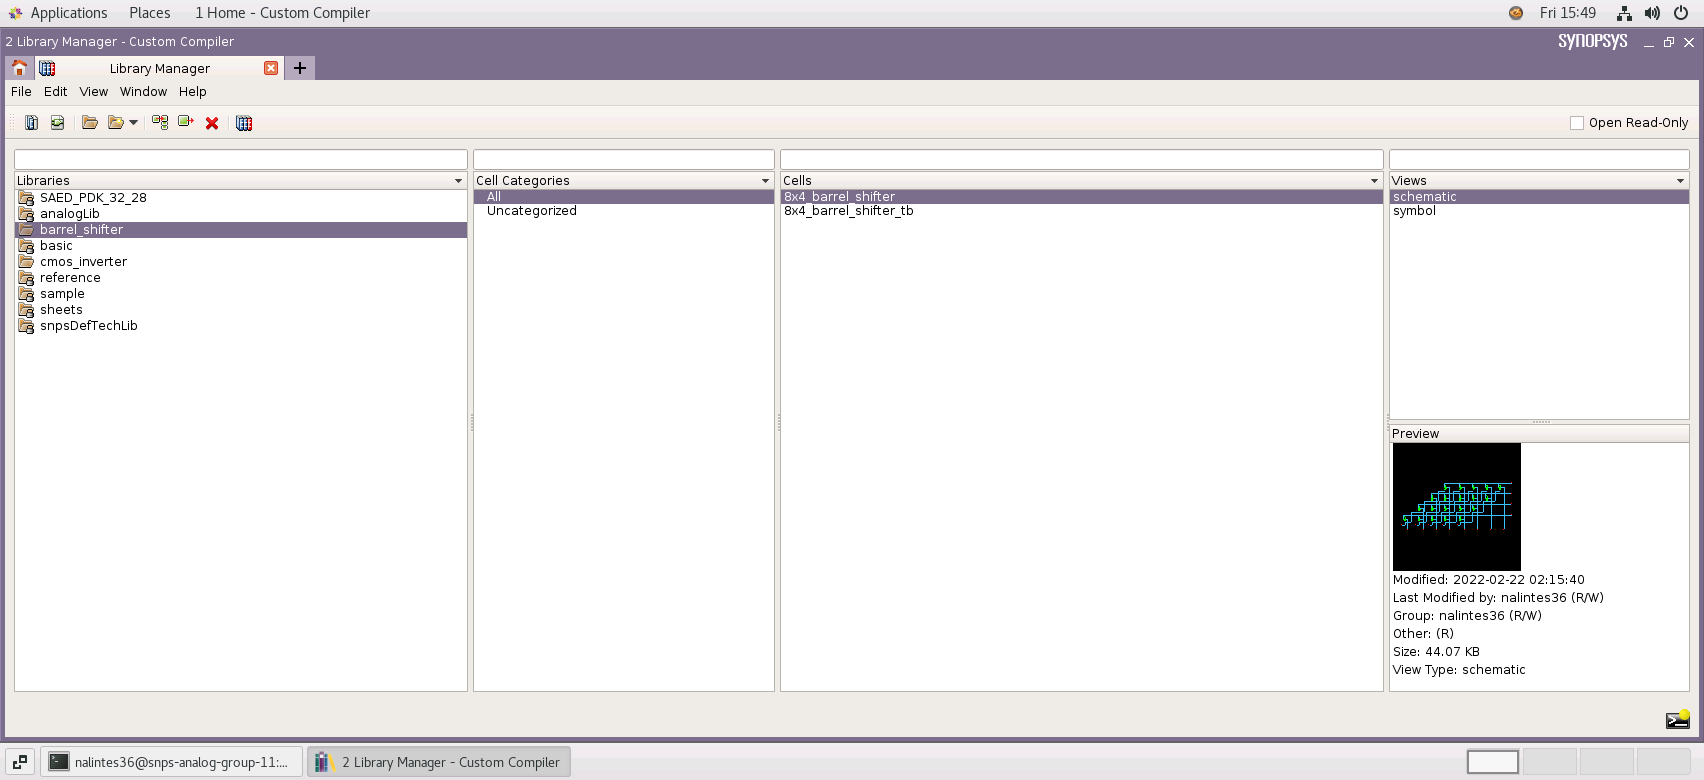 Applications Places 1 Home - Custom Compiler Fri 15:49
2 Library Manager - Custom Compiler SYNOPSYS
Library Manager
File Edit View Window Help
Open Read-Only
Libraries
SAED_PDK_32_28
analogLib
barrel_shifter
basic
cmos_inverter
reference
sample
sheets
snpsDefTechLib
Cell Categories
All
Uncategorized
Cells
8x4_barrel_shifter
8x4_barrel_shifter_tb
Views
schematic
symbol
Preview
Modified: 2022-02-22 02:15:40
Last Modified by: nalintes36 (R/W)
Group: nalintes36 (R/W)
Other: (R)
Size: 44.07 KB
View Type: schematic
nalintes36@snps-analog-group-11:... 2 Library Manager - Custom Compiler